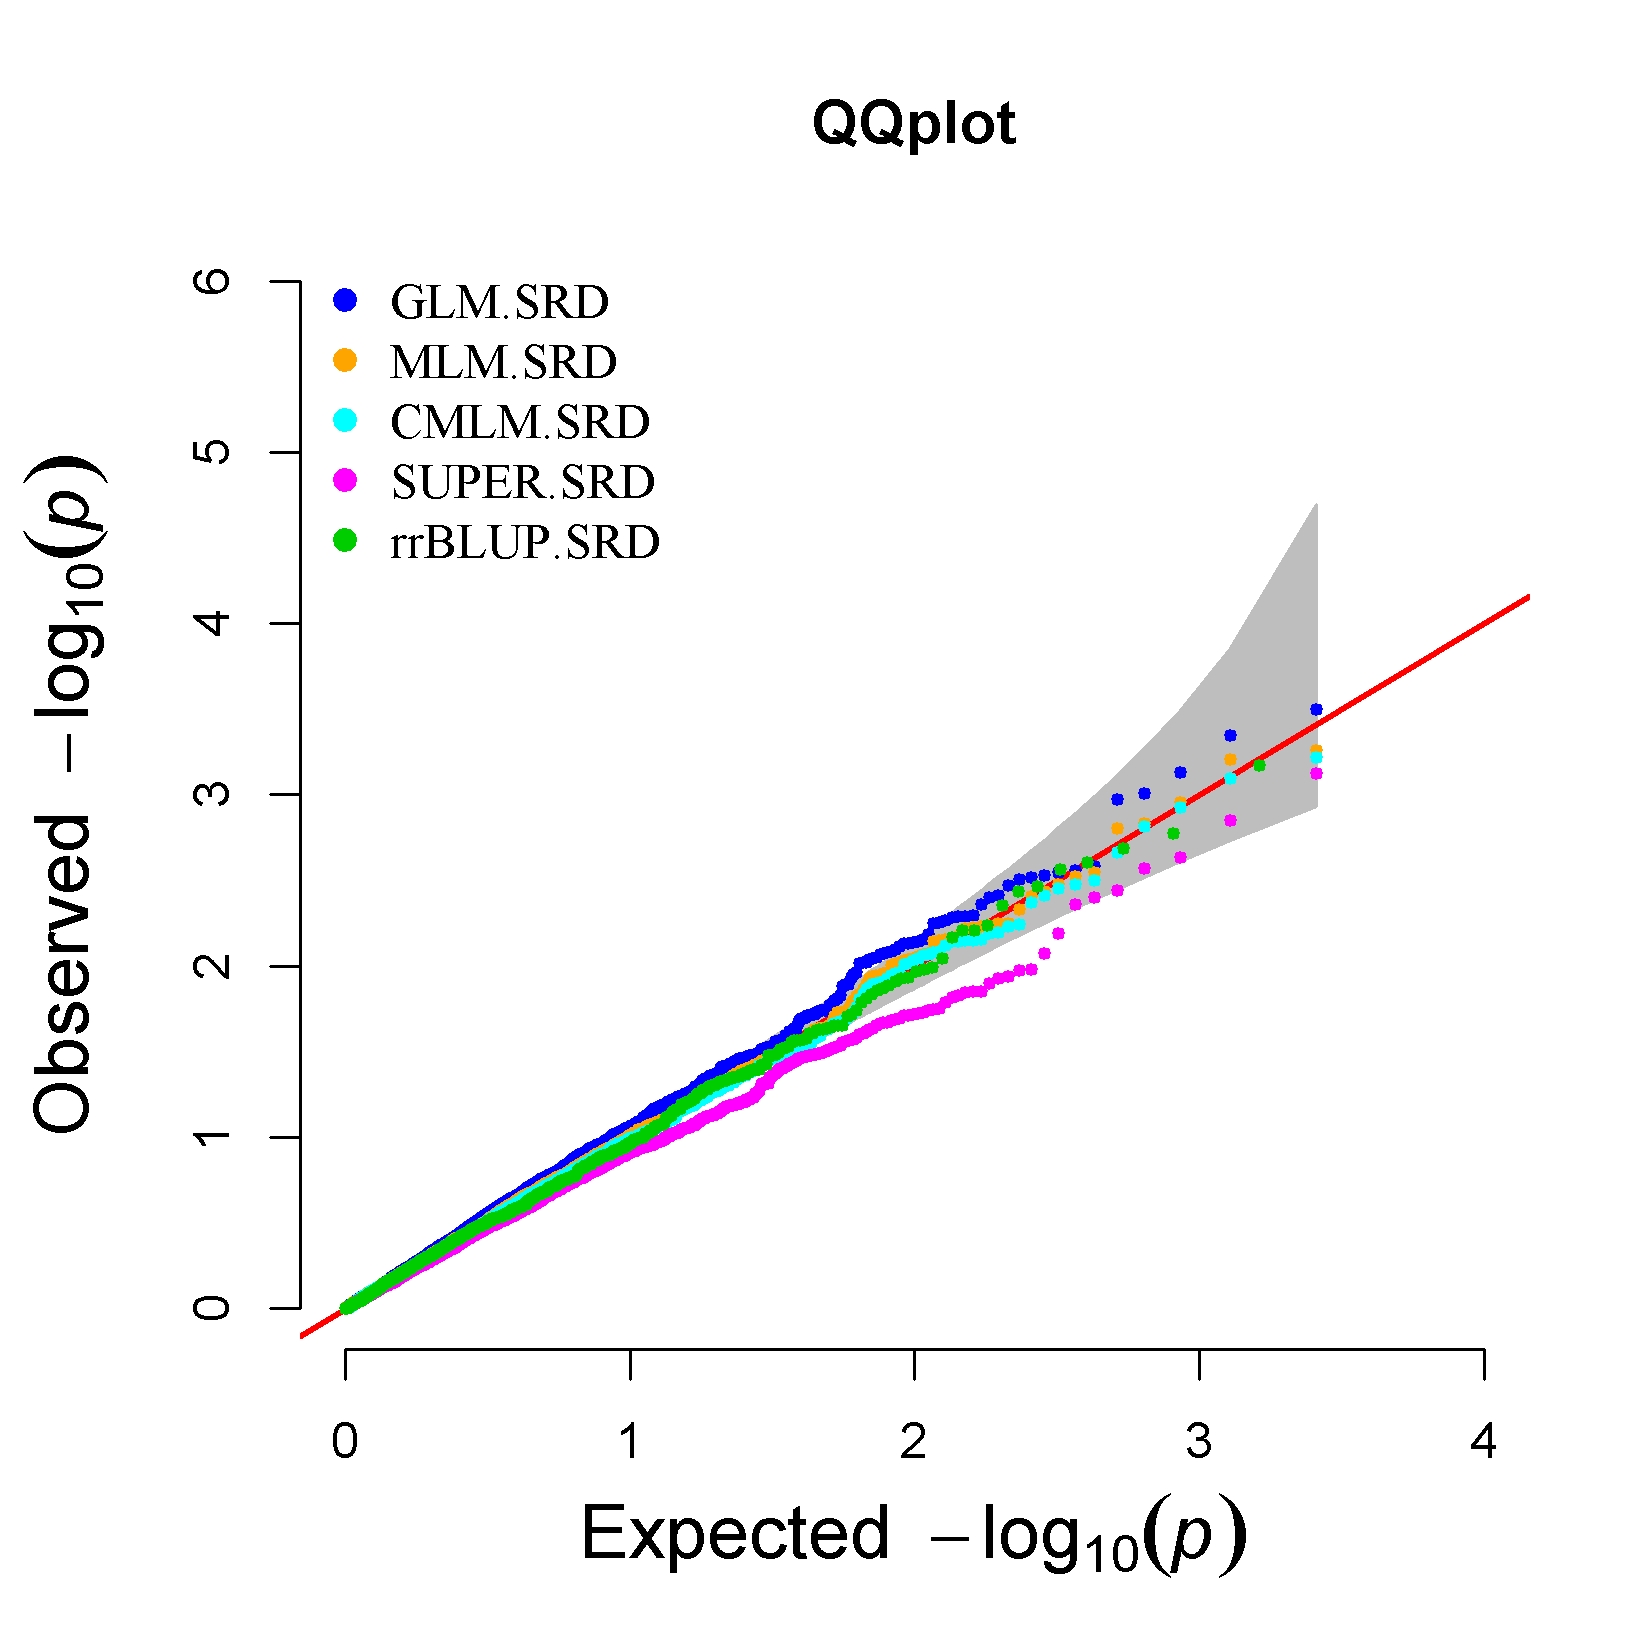 QQplot
GLM.SRD
MLM.SRD
CMLM.SRD
SUPER.SRD
rrBLUP.SRD
Observed −log₁₀(p)
6
5
4
3
2
1
0
0 1 2 3 4
Expected −log₁₀(p)